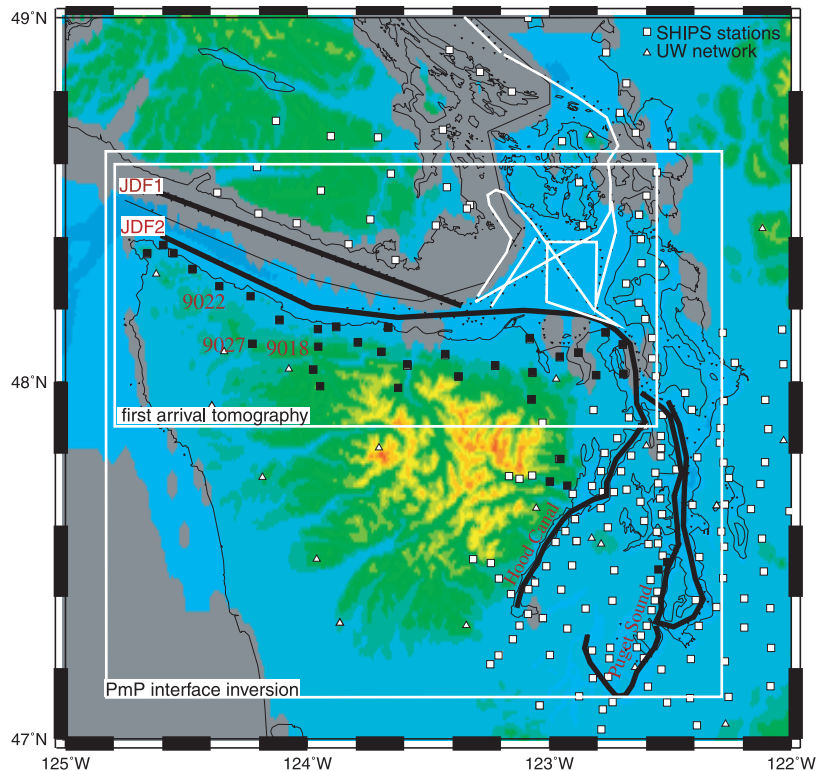 49°N
SHIPS stations
UW network
JDF1
JDF2
9022
9027
9018
48°N
first arrival tomography
Hood Canal
Puget Sound
PmP interface inversion
47°N
125°W
124°W
123°W
122°W